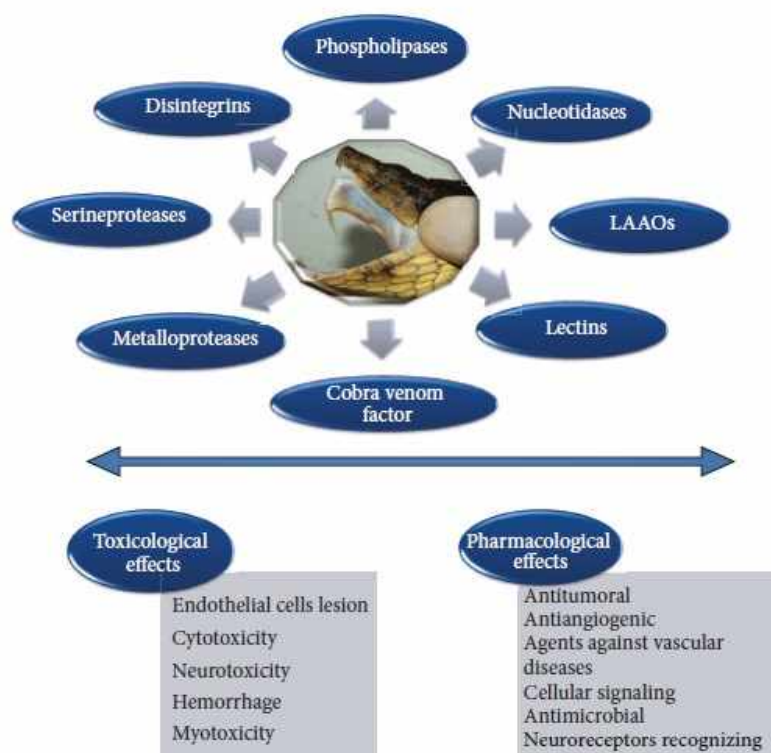 Phospholipases
Disintegrins
Nucleotidases
Serineproteases
LAAOs
Metalloproteases
Lectins
Cobra venom
factor
Toxicological
effects
Endothelial cells lesion
Cytotoxicity
Neurotoxicity
Hemorrhage
Myotoxicity
Pharmacological
effects
Antitumoral
Antiangiogenic
Agents against vascular
diseases
Cellular signaling
Antimicrobial
Neuroreceptors recognizing